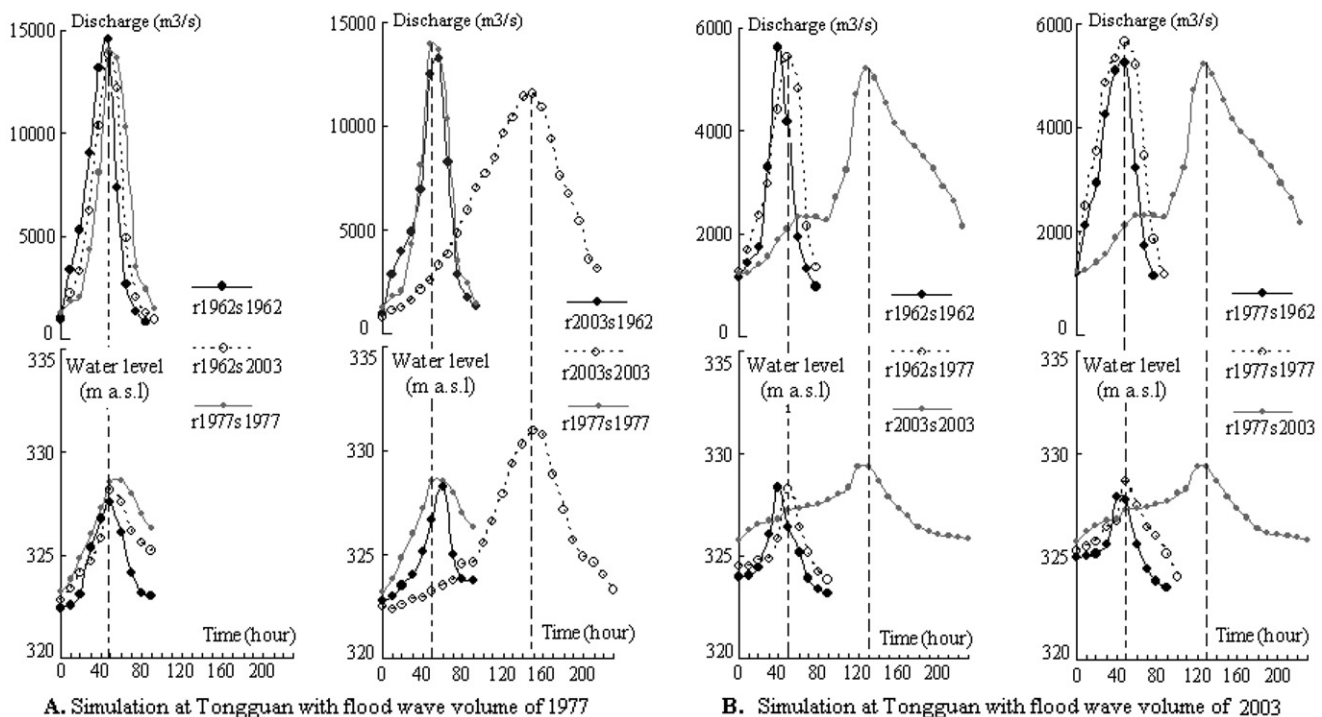 Discharge (m3/s)
15000
10000
5000
0
r1962s1962
r1962s2003
r1977s1977
335
Water level
(m a.s.l)
330
325
320
Time (hour)
0 40 80 120 160 200
Discharge (m3/s)
15000
10000
5000
0
r2003s1962
r2003s2003
r1977s1977
335
Water level
(m a.s.l)
330
325
320
Time (hour)
0 40 80 120 160 200
A. Simulation at Tongguan with flood wave volume of 1977
Discharge (m3/s)
6000
4000
2000
0
r1962s1962
r1962s1977
r2003s2003
335
Water level
(m a.s.l)
330
325
320
Time (hour)
0 40 80 120 160 200
Discharge (m3/s)
6000
4000
2000
0
r1977s1962
r1977s1977
r1977s2003
335
Water level
(m a.s.l)
330
325
320
Time (hour)
0 40 80 120 160 200
B. Simulation at Tongguan with flood wave volume of 2003